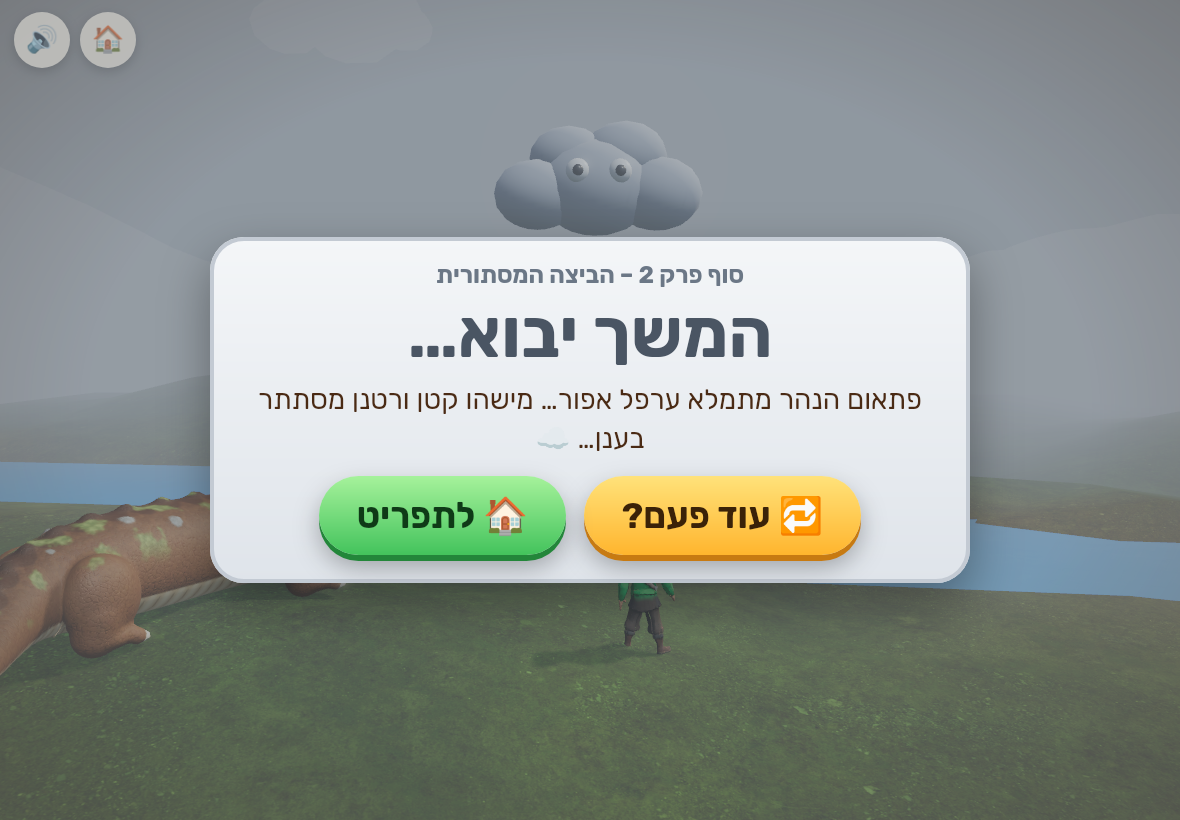 סוף פרק 2 – הביצה המסתורית
המשך יבוא...
פתאום הנהר מתמלא ערפל אפור... מישהו קטן ורטנן מסתתר
בענן... ☁️
🔁 עוד פעם?
🏠 לתפריט